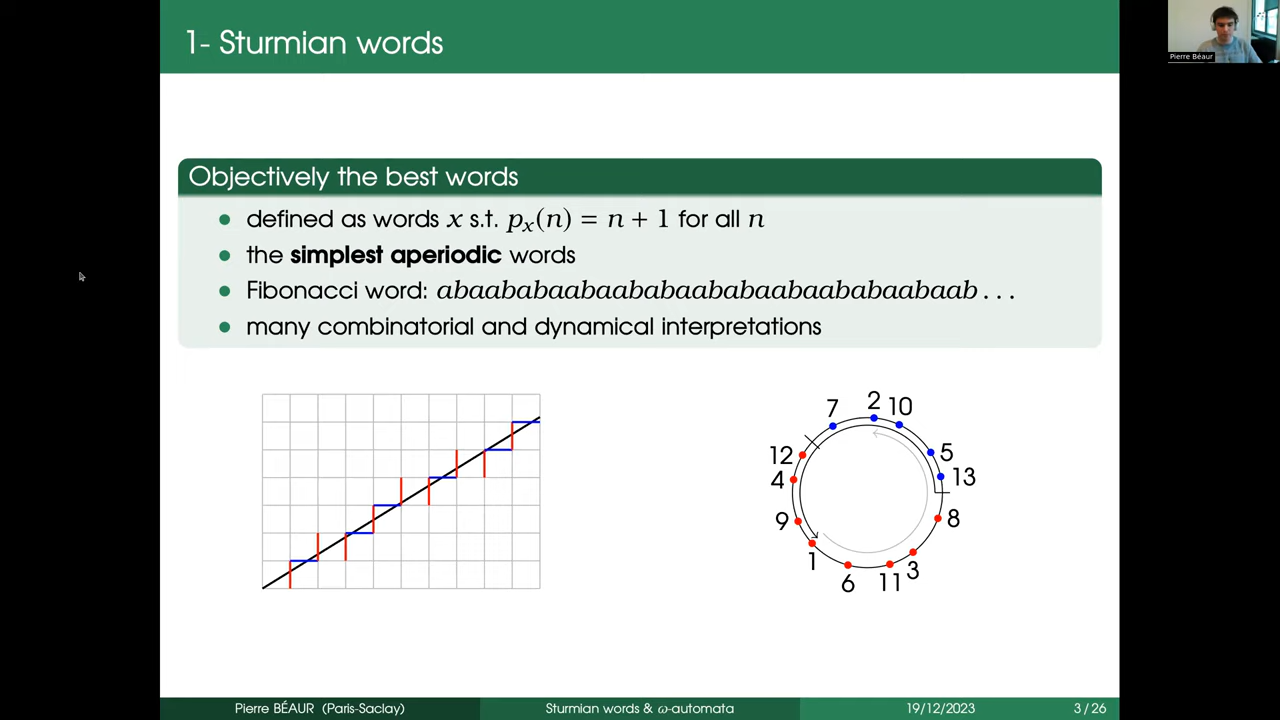 1- Sturmian words
Pierre Béaur
Objectively the best words
defined as words x s.t. pₓ(n) = n + 1 for all n
the simplest aperiodic words
Fibonacci word: abaababaabaababaababaabaababaabaab . . .
many combinatorial and dynamical interpretations
7 2 10
12 5
4 13
9 8
1 3
6 11
Pierre BÉAUR (Paris-Saclay) Sturmian words & ω-automata 19/12/2023 3 / 26